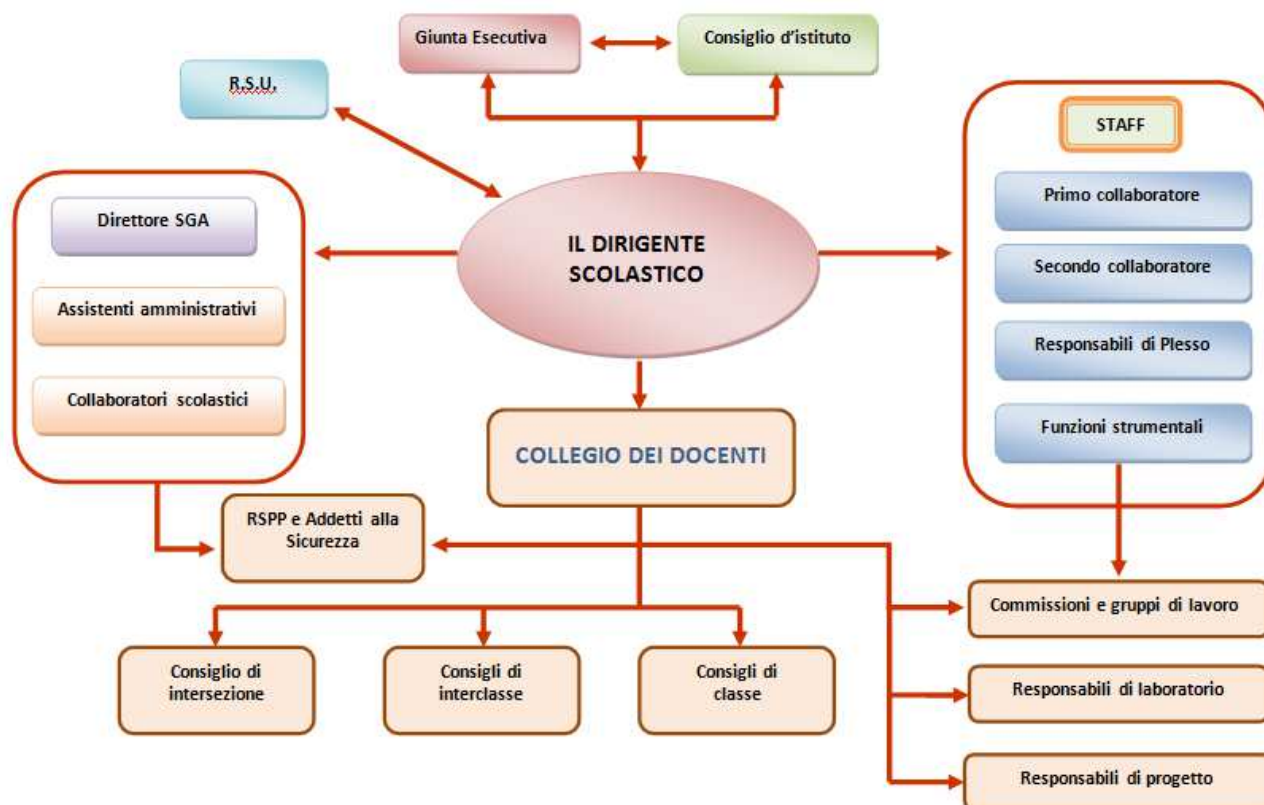 Giunta Esecutiva
Consiglio d'istituto
R.S.U.
STAFF
Primo collaboratore
Secondo collaboratore
Responsabili di Plesso
Funzioni strumentali
Direttore SGA
Assistenti amministrativi
Collaboratori scolastici
IL DIRIGENTE
SCOLASTICO
COLLEGIO DEI DOCENTI
RSPP e Addetti alla
Sicurezza
Commissioni e gruppi di lavoro
Responsabili di laboratorio
Responsabili di progetto
Consiglio di
intersezione
Consigli di
interclasse
Consigli di
classe